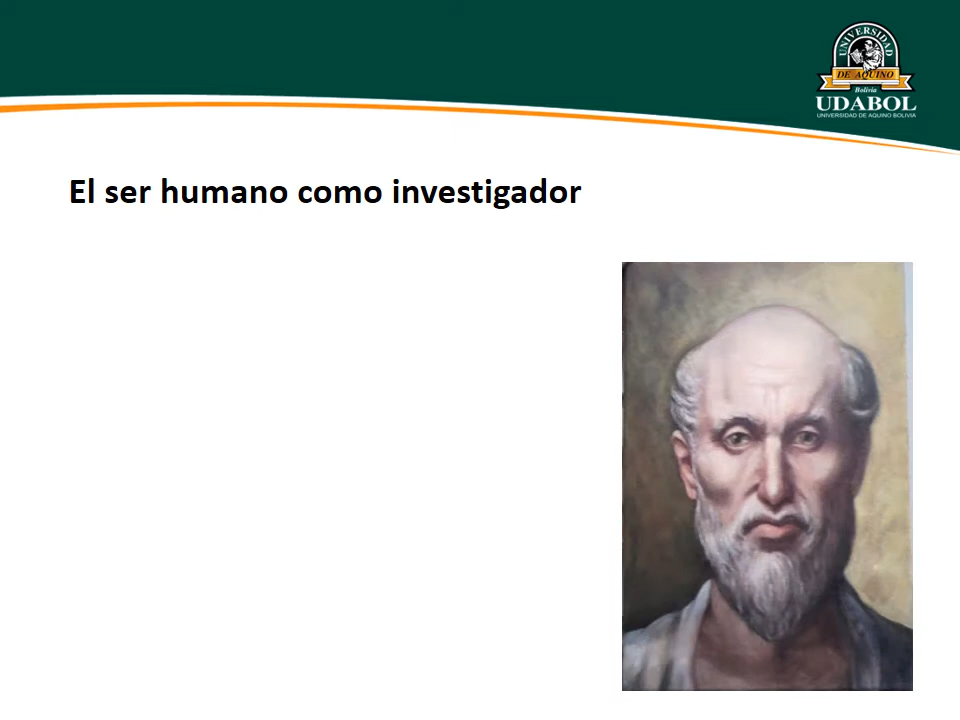 UNIVERSIDAD
DE AQUINO
Bolivia
UDABOL
UNIVERSIDAD DE AQUINO BOLIVIA
El ser humano como investigador